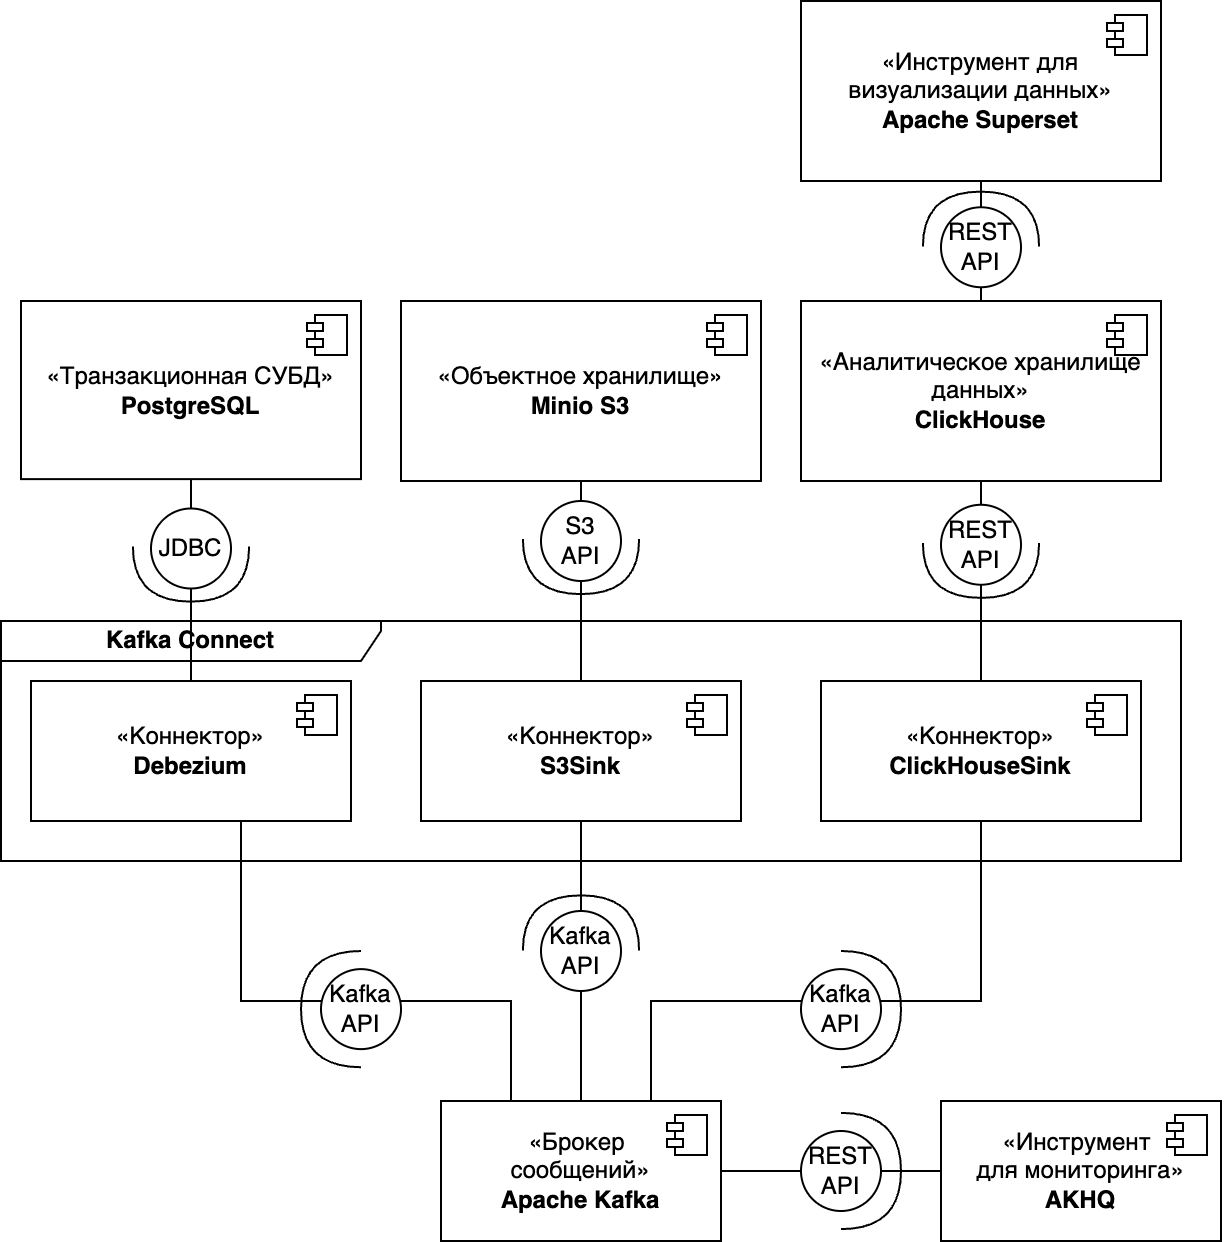 «Инструмент для
визуализации данных»
Apache Superset
REST
API
«Транзакционная СУБД»
PostgreSQL
«Объектное хранилище»
Minio S3
«Аналитическое хранилище
данных»
ClickHouse
JDBC
S3
API
REST
API
Kafka Connect
«Коннектор»
Debezium
«Коннектор»
S3Sink
«Коннектор»
ClickHouseSink
Kafka
API
Kafka
API
Kafka
API
«Брокер
сообщений»
Apache Kafka
REST
API
«Инструмент
для мониторинга»
AKHQ